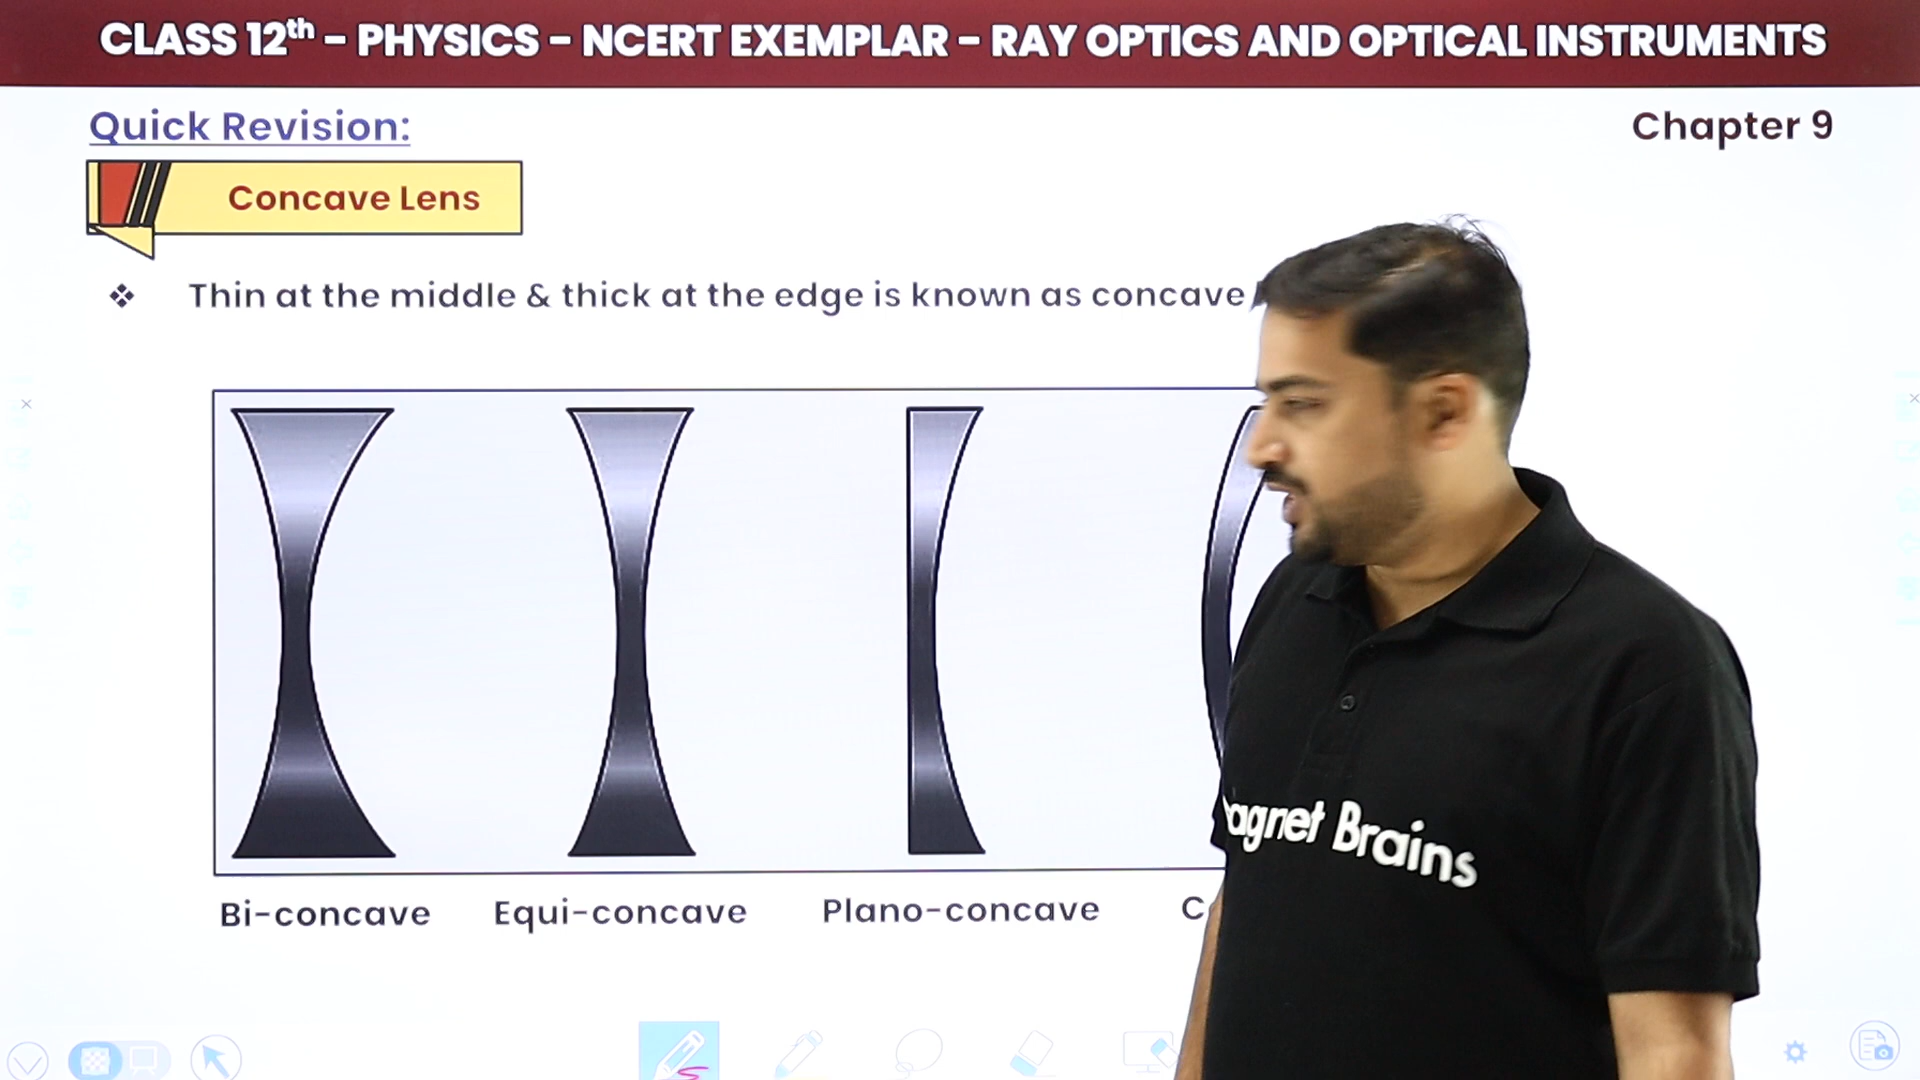 CLASS 12th – PHYSICS – NCERT EXEMPLAR – RAY OPTICS AND OPTICAL INSTRUMENTS
Quick Revision:
Chapter 9
Concave Lens
❖ Thin at the middle & thick at the edge is known as concave
Bi-concave Equi-concave Plano-concave
agnet Brains